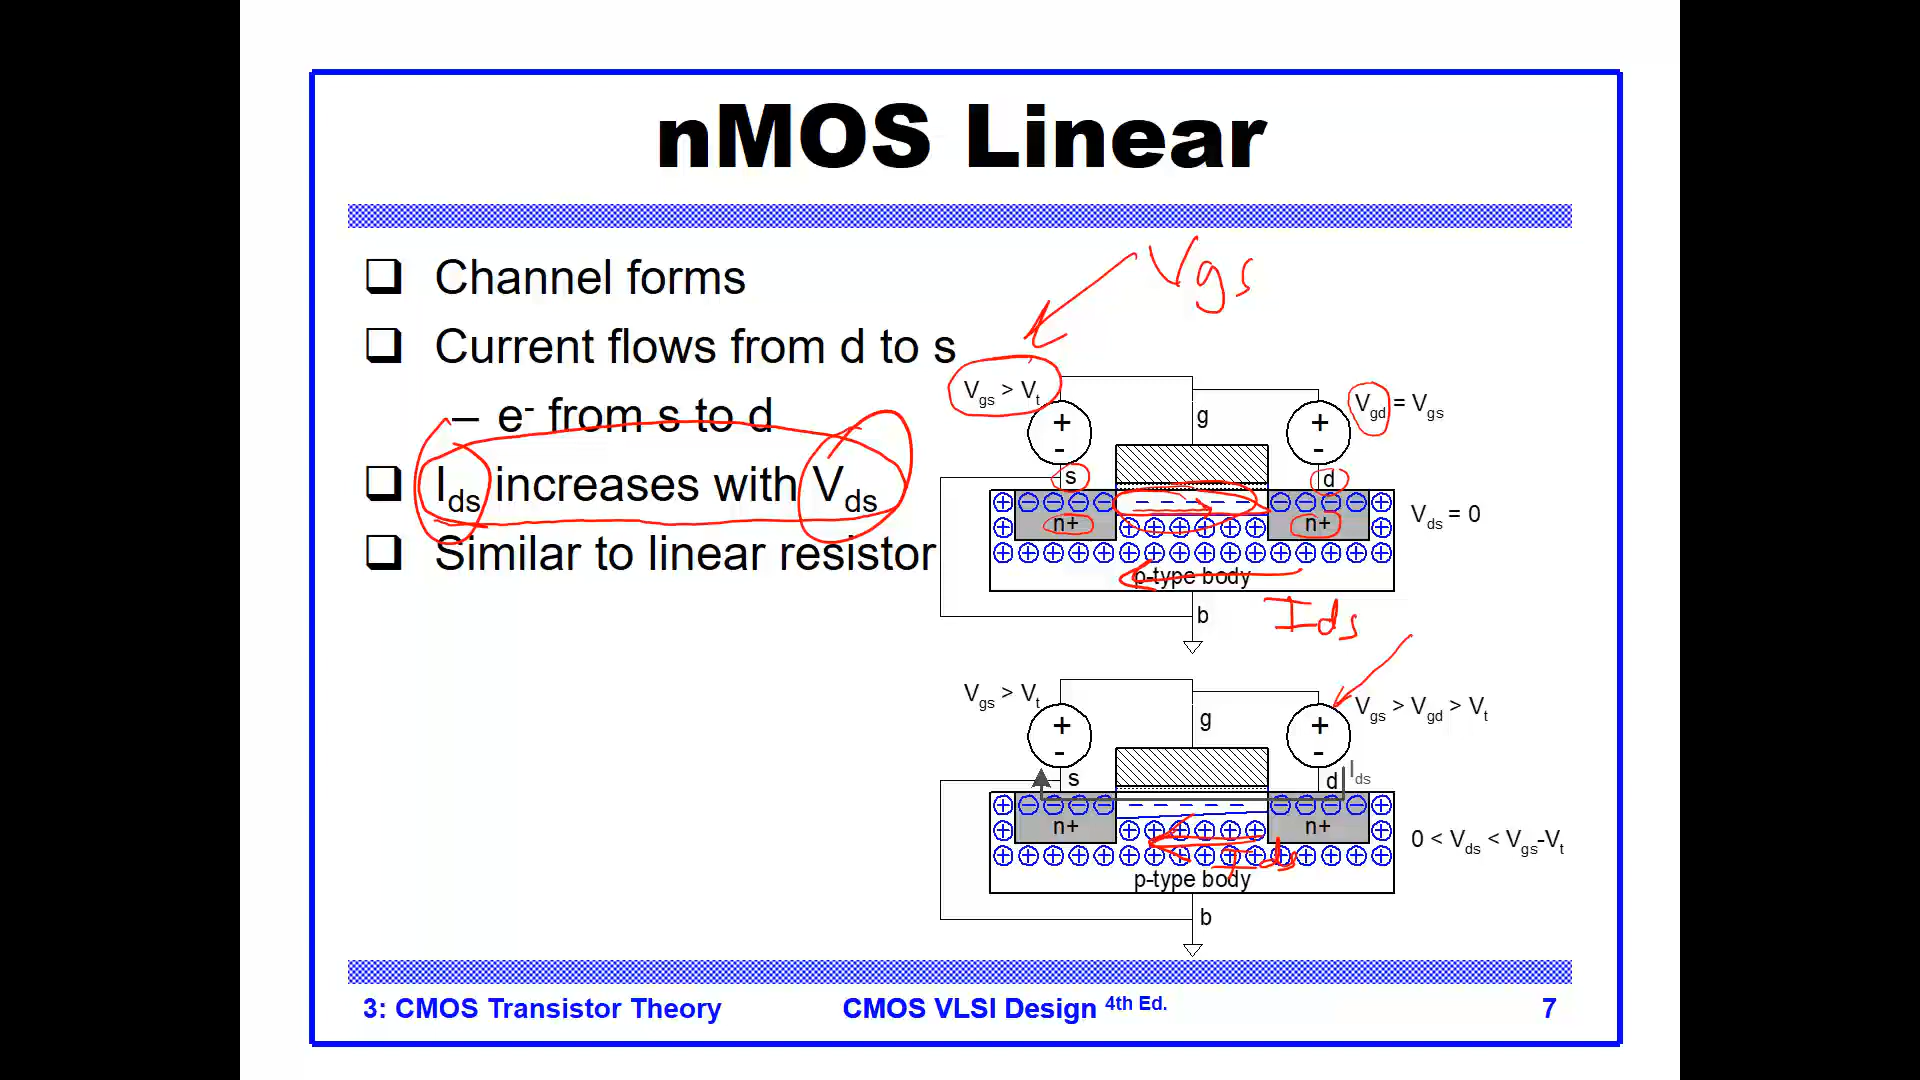 nMOS Linear
❑ Channel forms
❑ Current flows from d to s
– e- from s to d
❑ Ids increases with Vds
❑ Similar to linear resistor
Vgs
Vgs > Vt
Vgd = Vgs
+
-
+
-
g
s
d
n+
n+
Vds = 0
p-type body
b
Ids
Vgs > Vt
Vgs > Vgd > Vt
+
-
+
-
g
s
d
Ids
n+
n+
0 < Vds < Vgs-Vt
Ids
p-type body
b
3: CMOS Transistor Theory
CMOS VLSI Design 4th Ed.
7